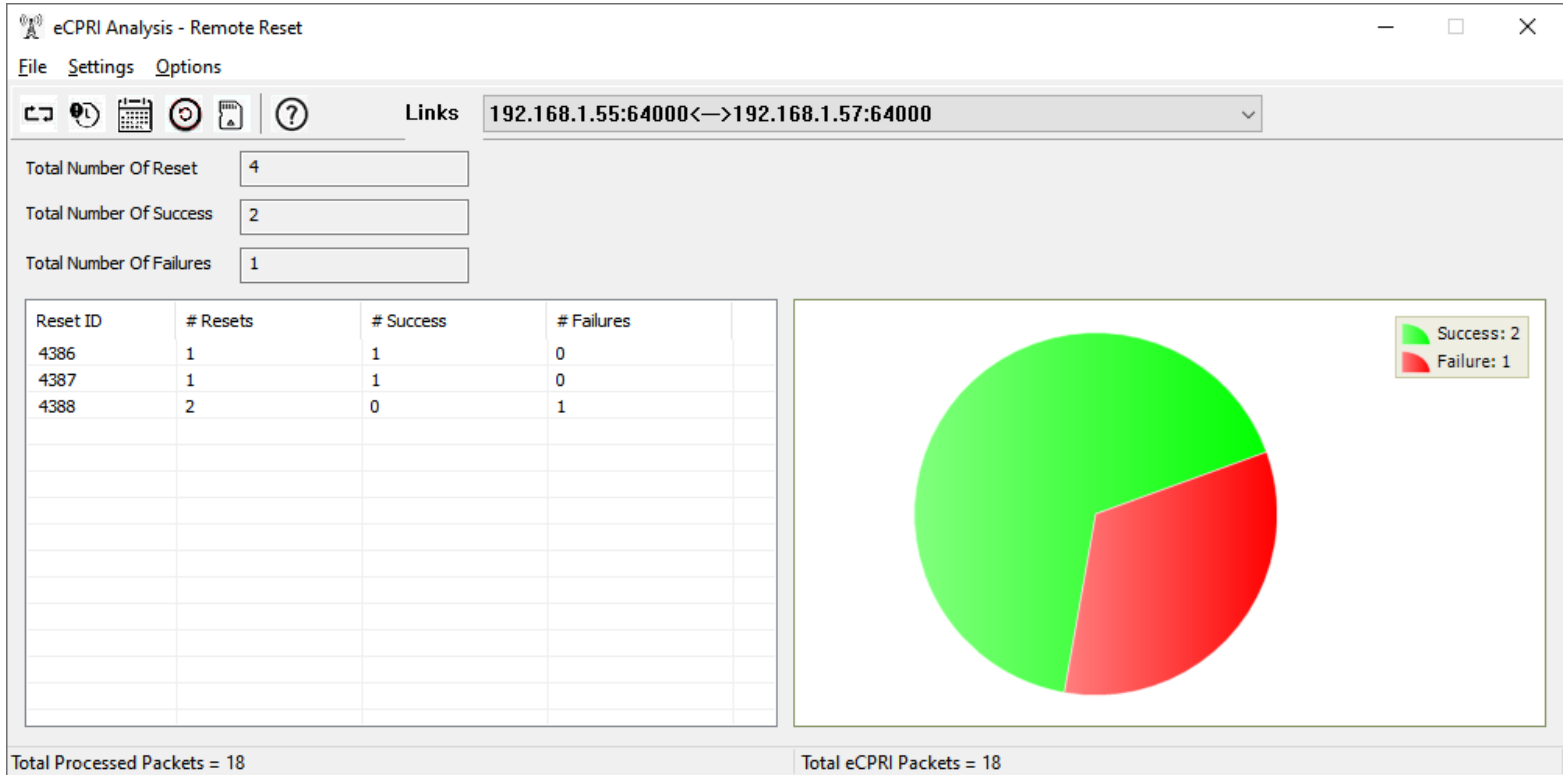 eCPRI Analysis - Remote Reset
File Settings Options
Links 192.168.1.55:64000<—>192.168.1.57:64000
Total Number Of Reset 4
Total Number Of Success 2
Total Number Of Failures 1
Reset ID # Resets # Success # Failures
4386 1 1 0
4387 1 1 0
4388 2 0 1
Success: 2
Failure: 1
Total Processed Packets = 18
Total eCPRI Packets = 18